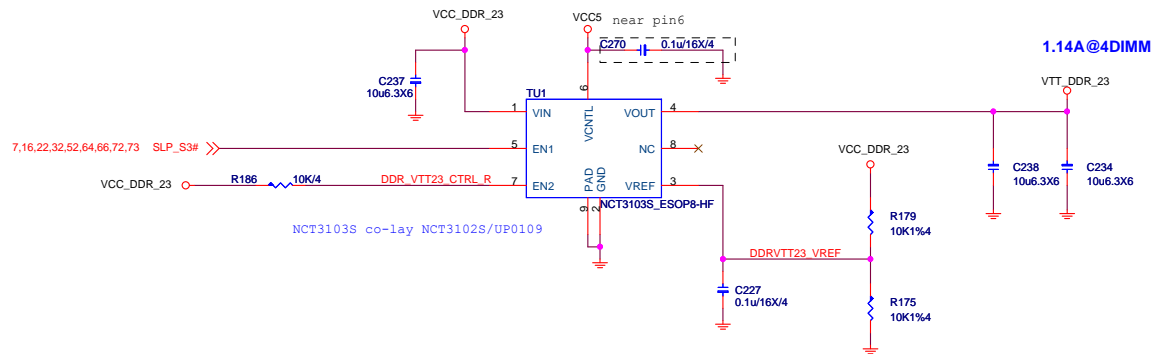 VCC_DDR_23
VCC5
near pin6
C270
0.1u/16X/4
1.14A@4DIMM
C237
10u6.3X6
6
TU1
VTT_DDR_23
1
VIN
VCNTL
VOUT
4
7,16,22,32,52,64,66,72,73
SLP_S3#
5
EN1
NC
8
VCC_DDR_23
C238
10u6.3X6
C234
10u6.3X6
VCC_DDR_23
R186
10K/4
DDR_VTT23_CTRL_R
7
EN2
PAD
GND
VREF
3
9
2
NCT3103S_ESOP8-HF
R179
10K1%4
NCT3103S co-lay NCT3102S/UP0109
DDRVTT23_VREF
C227
0.1u/16X/4
R175
10K1%4